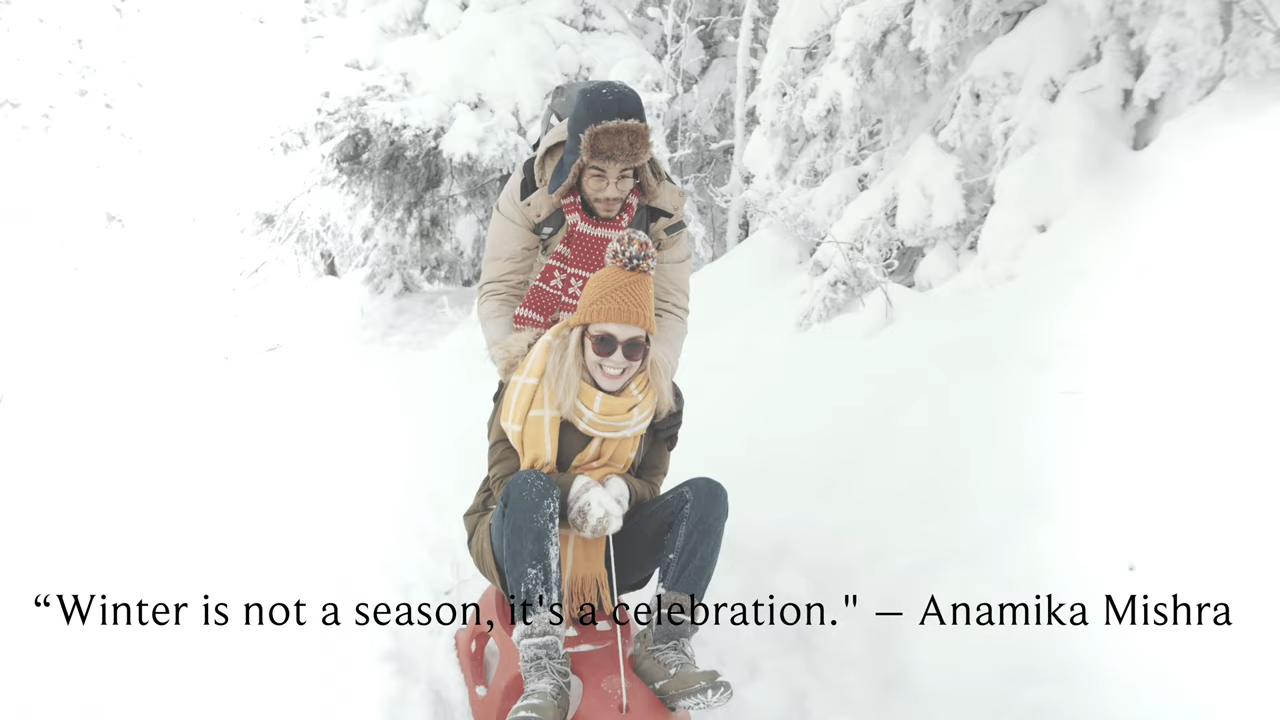 “Winter is not a season, it's a celebration." – Anamika Mishra